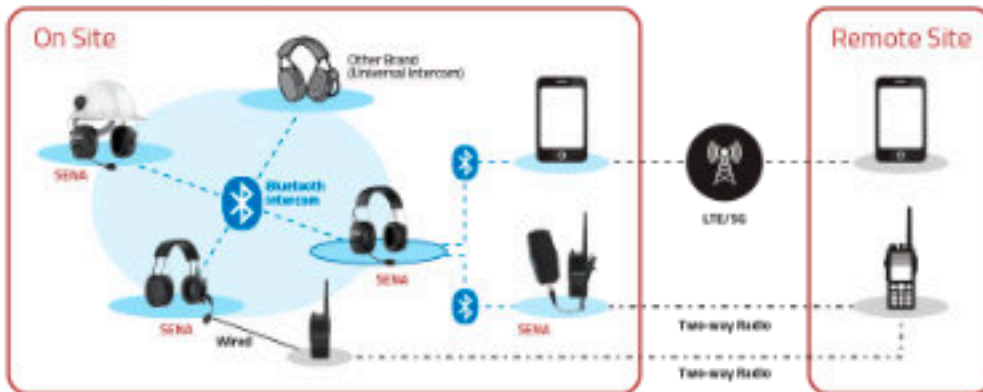 On Site
Remote Site
Other Brand
(Universal Intercom)
SENA
Bluetooth
Intercom
SENA
LTE/5G
SENA
SENA
Wired
Two-way Radio
Two-way Radio